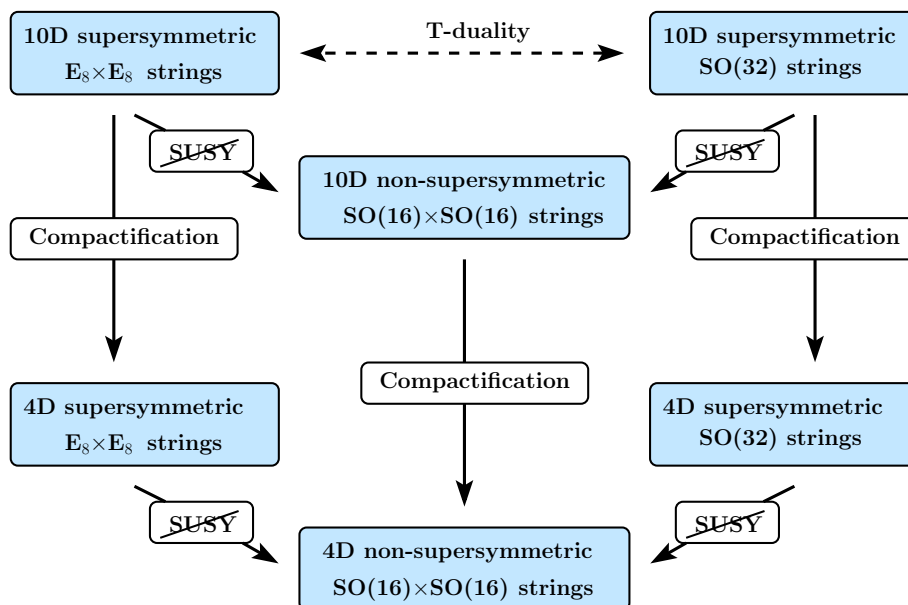 10D supersymmetric
E₈×E₈ strings
T-duality
10D supersymmetric
SO(32) strings
SUSY
SUSY
10D non-supersymmetric
SO(16)×SO(16) strings
Compactification
Compactification
Compactification
4D supersymmetric
E₈×E₈ strings
4D supersymmetric
SO(32) strings
SUSY
SUSY
4D non-supersymmetric
SO(16)×SO(16) strings